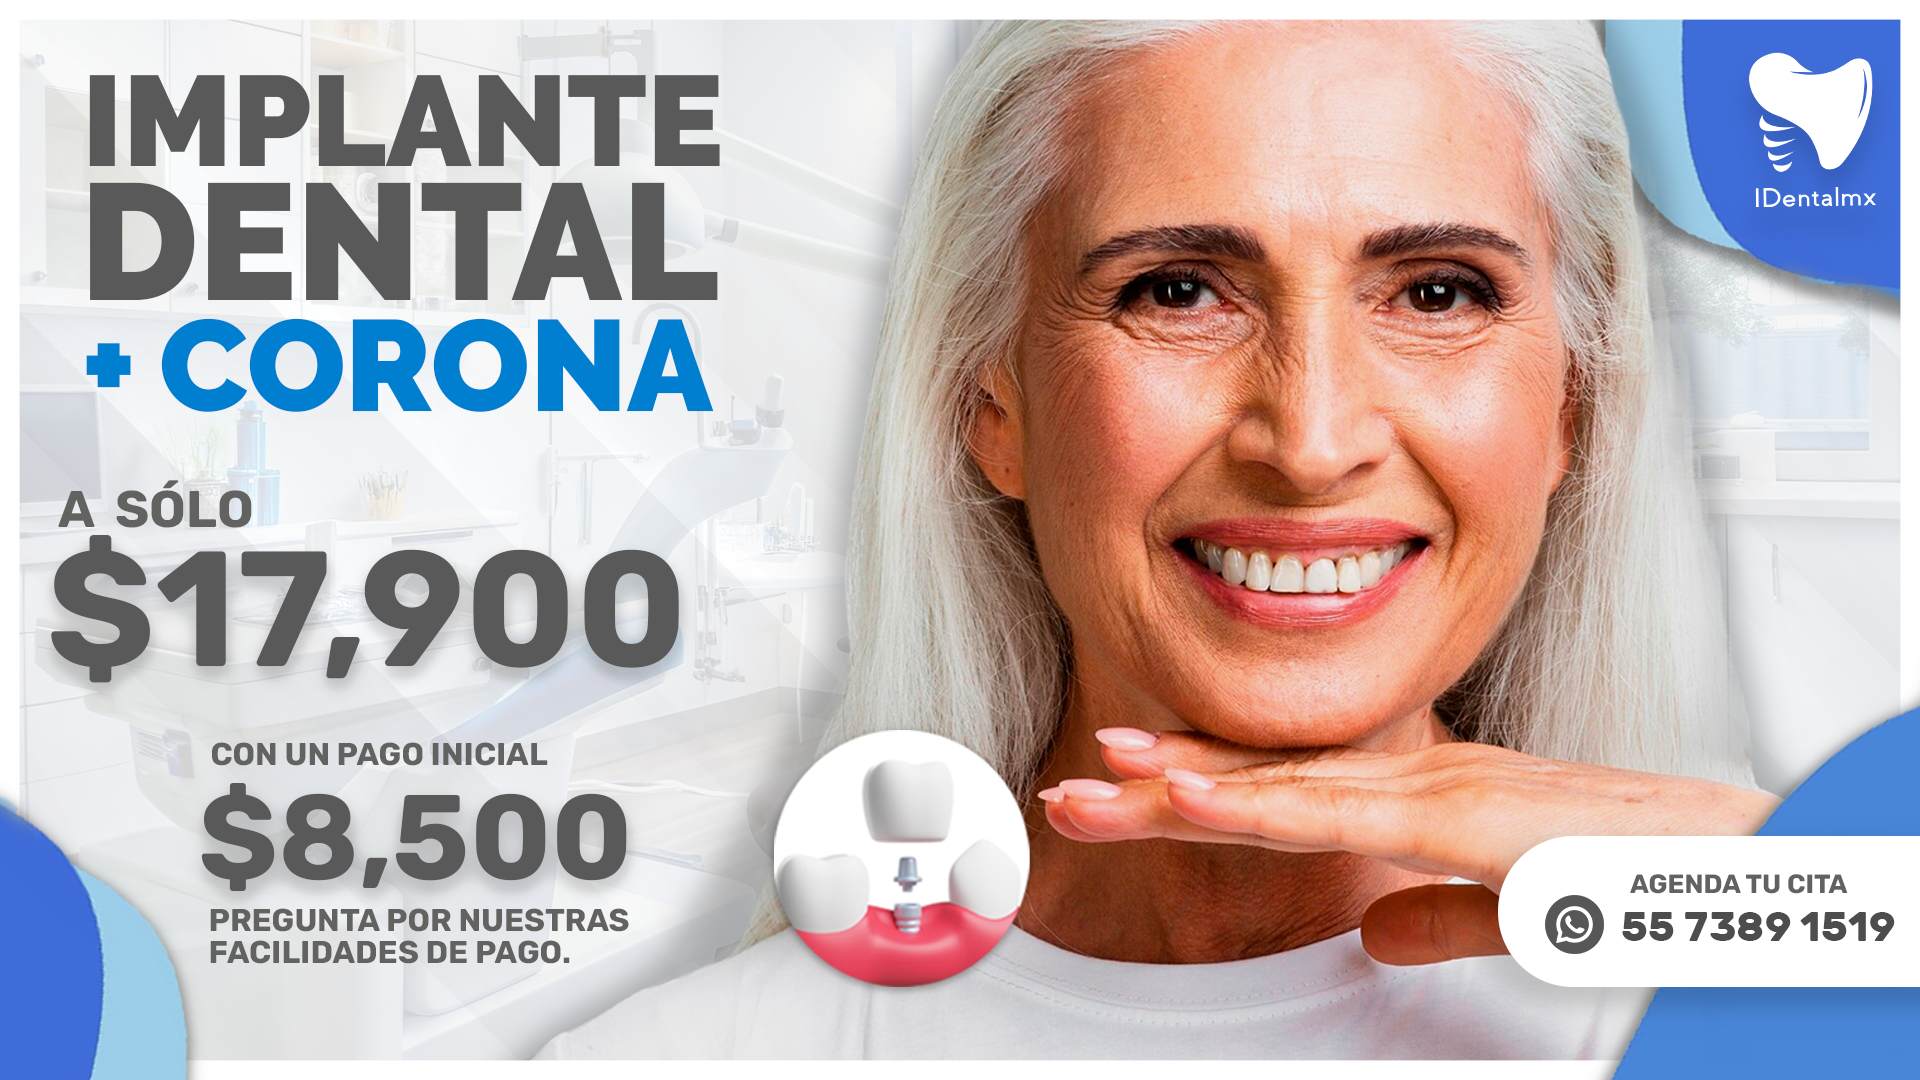 IMPLANTE
DENTAL
+ CORONA
A SÓLO
$17,900
CON UN PAGO INICIAL
$8,500
PREGUNTA POR NUESTRAS
FACILIDADES DE PAGO.
IDentalmx
AGENDA TU CITA
55 7389 1519